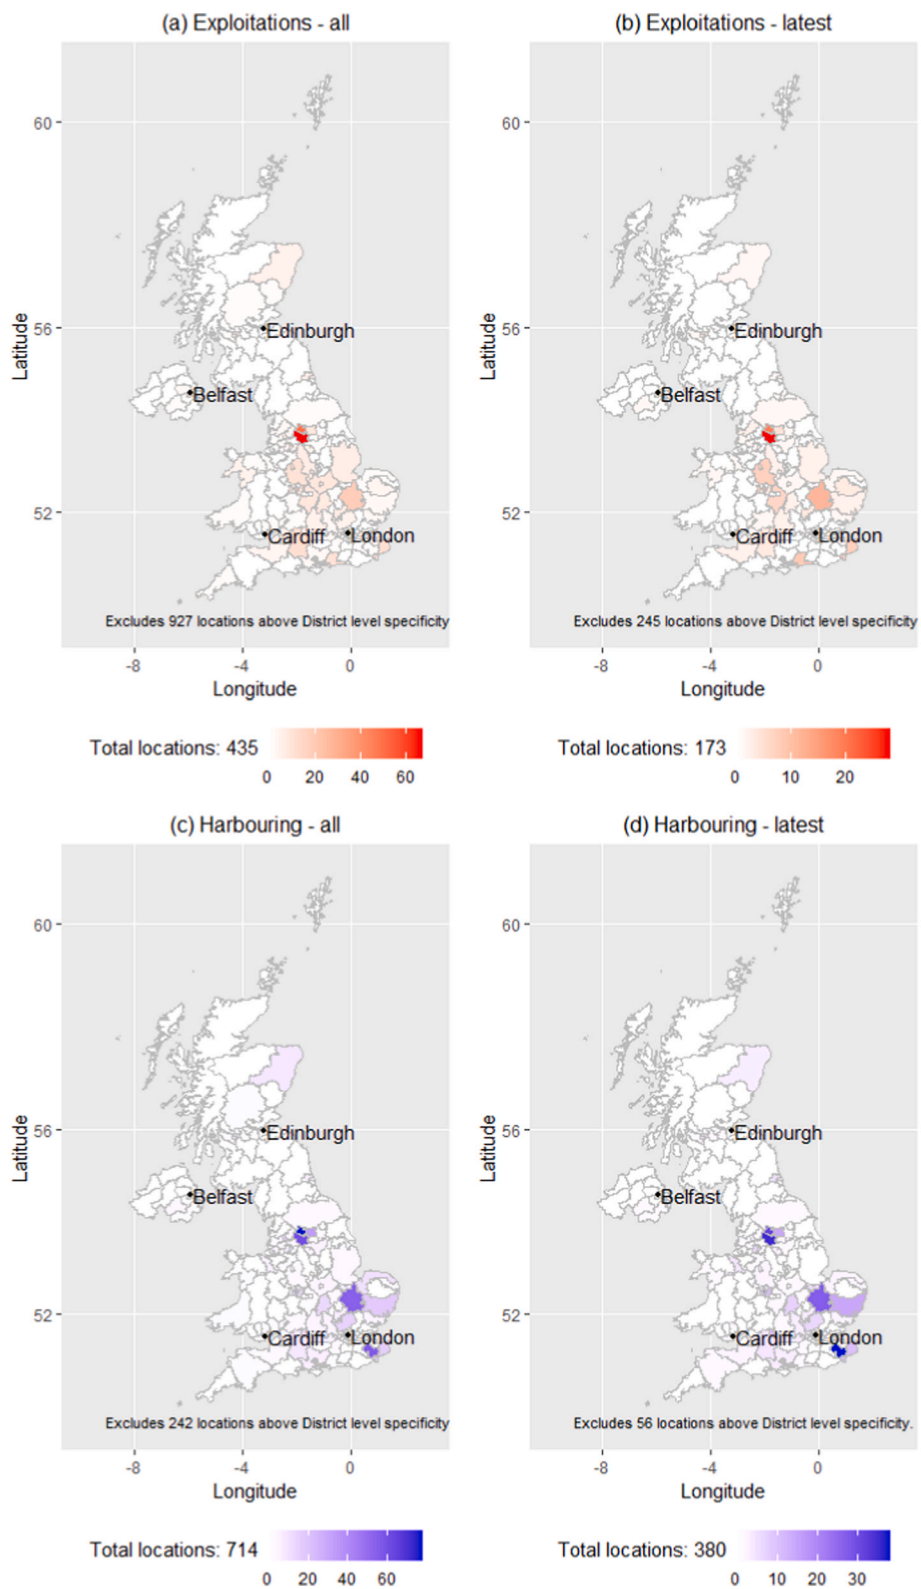 (a) Exploitations - all
(b) Exploitations - latest
60
60
Latitude
Latitude
56
Edinburgh
56
Edinburgh
Belfast
Belfast
52
52
Cardiff
London
Cardiff
London
Excludes 927 locations above District level specificity
Excludes 245 locations above District level specificity
-8
-4
0
-8
-4
0
Longitude
Longitude
Total locations: 435
0 20 40 60
Total locations: 173
0 10 20
(c) Harbouring - all
(d) Harbouring - latest
60
60
Latitude
Latitude
56
Edinburgh
56
Edinburgh
Belfast
Belfast
52
52
Cardiff
London
Cardiff
London
Excludes 242 locations above District level specificity
Excludes 56 locations above District level specificity.
-8
-4
0
-8
-4
0
Longitude
Longitude
Total locations: 714
0 20 40 60
Total locations: 380
0 10 20 30